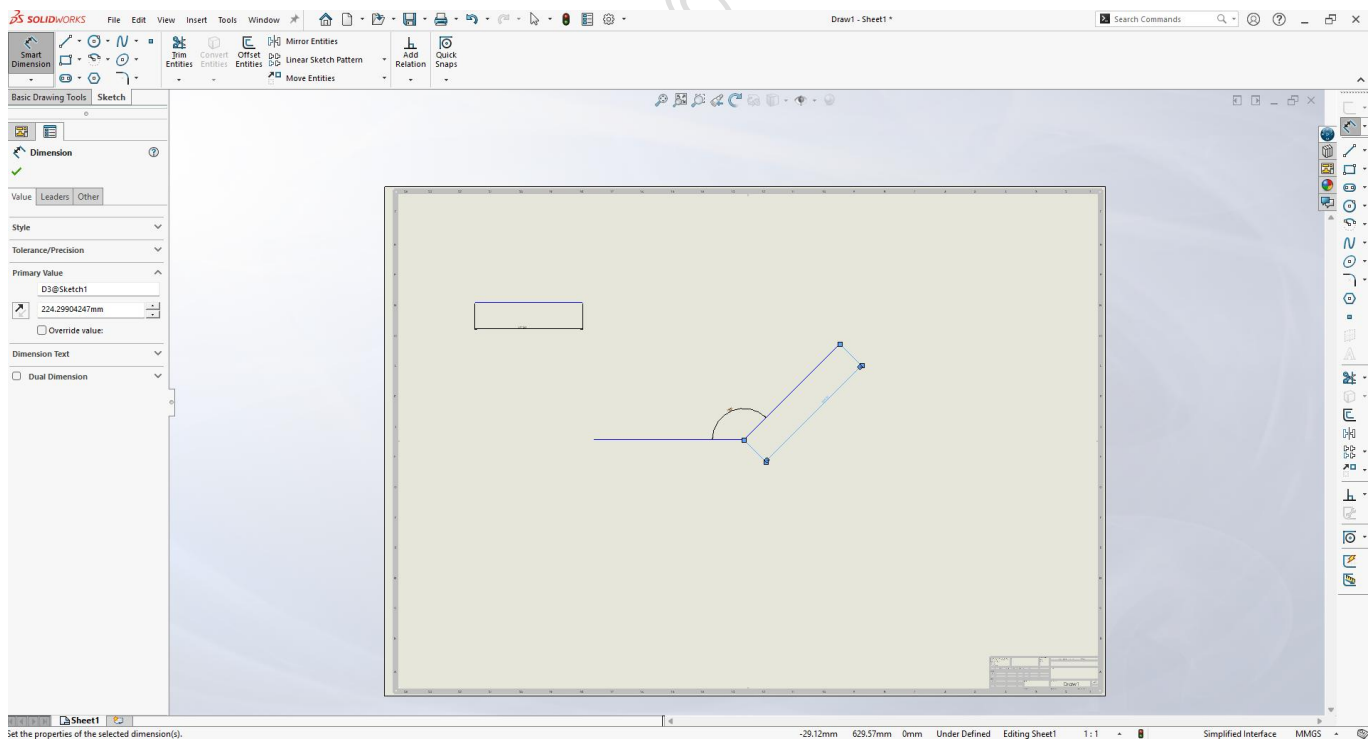 SOLIDWORKS File Edit View Insert Tools Window Draw1 - Sheet1 * Search Commands
Smart Dimension
Trim Entities
Convert Entities
Offset Entities
Mirror Entities
Linear Sketch Pattern
Move Entities
Add Relation
Quick Snaps
Basic Drawing Tools Sketch
Dimension
Value Leaders Other
Style
Tolerance/Precision
Primary Value
D3@Sketch1
224.29904247mm
Override value:
Dimension Text
Dual Dimension
Draw1
Sheet1
Set the properties of the selected dimension(s). -29.12mm 629.57mm 0mm Under Defined Editing Sheet1 1:1 Simplified Interface MMGS